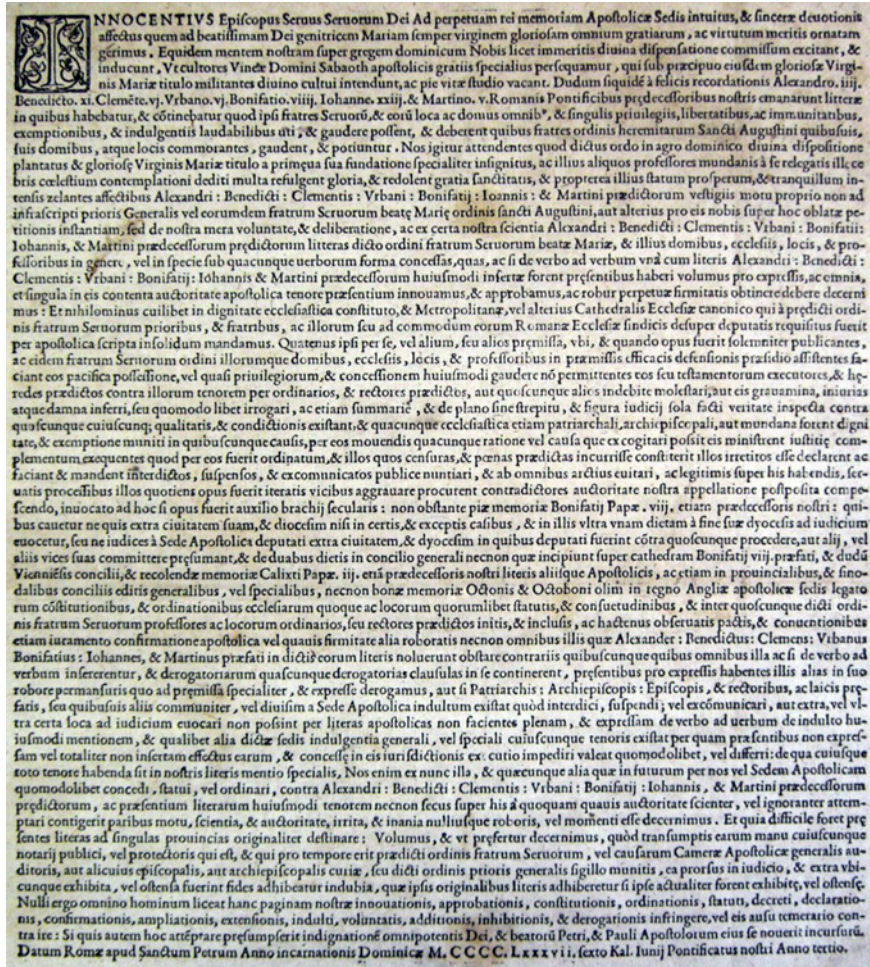 INNOCENTIVS Episcopus Seruus Seruorum Dei Ad perpetuam rei memoriam Apostolicæ Sedis intuitus, & sinceræ deuotionis
affectus quem ad beatissimam Dei genitricem Mariam semper virginem gloriosam omnium gratiarum, ac virtutum meritis ornatam
gerimus. Equidem mentem nostram super gregem dominicum Nobis licet immeritis diuina dispensatione commissum excitant, &
inducunt, Vt cultores Vineæ Domini Sabaoth apostolicis gratiis specialius persequamur, qui sub præcipuo eiusdem gloriosæ Virgi-
nis Mariæ titulo militantes diuino cultui intendunt, ac pie vitæ studio vacant. Dudum siquidē à felicis recordationis Alexandro. iiij.
Benedicto. xi. Clemēte. vj. Vrbano. vj. Bonifatio. viiij. Iohanne. xxiij. & Martino. v. Romanis Pontificibus prędecessoribus nostris emanarunt litteræ
in quibus habebatur, & cōtinebatur quod ipsi fratres Seruorū, & eorū loca ac domus omnib⁹, & singulis priuilegiis, libertatibus, ac immunitatibus,
exemptionibus, & indulgentiis laudabilibus vti, & gaudere possent, & deberent quibus fratres ordinis heremitarum Sancti Augustini quibusuis,
suis domibus, atque locis commorantes, gaudent, & potiuntur. Nos igitur attendentes quod dictus ordo in agro dominico diuina dispositione
plantatus & gloriosę Virginis Mariæ titulo a primęua sua fundatione specialiter insignitus, ac illius aliquos professores mundanis à se relegatis illece
bris cœlestium contemplationi dediti multa refulgent gloria, & redolent gratia sanctitatis, & propterea illius statum prosperum, & tranquillum in-
tensis zelantes affectibus Alexandri : Benedicti : Clementis : Vrbani : Bonifatij : Ioannis : & Martini prædictorum vestigiis motu proprio non ad
infrascripti prioris Generalis vel eorumdem fratrum Seruorum beatę Marię ordinis sancti Augustini, aut alterius pro eis nobis super hoc oblatæ pe-
titionis instantiam, sed de nostra mera voluntate, & deliberatione, ac ex certa nostra scientia Alexandri : Benedicti : Clementis : Vrbani : Bonifatii:
Iohannis, & Martini prædecessorum prędictorum litteras dicto ordini fratrum Seruorum beatæ Mariæ, & illius domibus, ecclesiis, locis, & pro-
fessoribus in genere, vel in specie sub quacunque uerborum forma concessas, quas, ac si de verbo ad verbum vnà cum literis Alexandri : Benedicti :
Clementis : Vrbani : Bonifatij: Iohannis & Martini prædecessorum huiusmodi insertæ forent pręsentibus haberi volumus pro expressis, ac omnia,
et singula in eis contenta auctoritate apostolica tenore præsentium innouamus, & approbamus, ac robur perpetuæ firmitatis obtinere debere decerni
mus : Et nihilominus cuilibet in dignitate ecclesiastica constituto, & Metropolitanæ, vel alterius Cathedralis Ecclesiæ canonico qui à prędicti ordi-
nis fratrum Seruorum prioribus, & fratribus, ac illorum seu ad commodum eorum Romanæ Ecclesiæ sindicis desuper deputatis requisitus fuerit
per apostolica scripta insolidum mandamus. Quatenus ipsi per se, vel alium, seu alios pręmissa, vbi, & quando opus fuerit solemniter publicantes,
ac eidem fratrum Seruorum ordini illorumque domibus, ecclesiis, locis, & professoribus in præmissis efficacis defensionis præsidio assistentes fa-
ciant eos pacifica possessione, vel quasi priuilegiorum, & concessionem huiusmodi gaudere nō permittentes eos seu testamentorum executores, & hę-
redes prædictos contra illorum tenorem per ordinarios, & rectores prædictos, aut quoscunque alios indebite molestari, aut eis grauamina, iniurias
atque damna inferri, seu quomodo libet irrogari, ac etiam summariè, & de plano sine strepitu, & figura iudicij sola facti veritate inspecta contra
quoscunque cuiuscunq; qualitatis, & condictionis existant, & quacunque ecclesiastica etiam patriarchali, archiepiscopali, aut mundana forent digni
tate, & exemptione muniti in quibuscunque causis, per eos mouendis quacunque ratione vel causa que excogitari possit eis ministrent iustitię com-
plementum exequentes quod per eos fuerit ordinatum, & illos quos censuras, & pœnas prædictas incurrisse constiterit illos irretitos esse declarent ac
faciant & mandent interdictos, suspensos, & excomunicatos publice nuntiari, & ab omnibus arctius euitari, ac legitimis super his habendis, ser-
uatis processibus illos quotiens opus fuerit iteratis vicibus aggrauare procurent contradictores auctoritate nostra appellatione postposita compe-
scendo, inuocato ad hoc si opus fuerit auxilio brachij secularis : non obstante piæ memoriæ Bonifatij Papæ . viij. etiam prædecessoris nostri : qui-
bus cauetur ne quis extra ciuitatem suam, & diocesim nisi in certis, & exceptis casibus, & in illis vltra vnam dietam à fine suæ dyocesis ad iudicium
euocetur, seu ne iudices à Sede Apostolica deputati extra ciuitatem, & dyocesim in quibus deputati fuerint cōtra quoscunque procedere, aut alij, vel
aliis vices suas committere pręsumant, & de duabus dietis in concilio generali necnon quæ incipiunt super cathedram Bonifatij viij. præfati, & dudū
Viennēsis concilii, & recolendæ memoriæ Calixti Papæ. iij. etiā prædecessoris nostri literis aliisque Apostolicis, ac etiam in prouincialibus, & sino-
dalibus conciliis editis generalibus, vel specialibus, necnon bonæ memoriæ Octonis & Octoboni olim in regno Angliæ apostolicæ sedis legato
rum cōstitutionibus, & ordinationibus ecclesiarum quoque ac locorum quorumlibet statutis, & consuetudinibus, & inter quoscunque dicti ordi-
nis fratrum Seruorum professores ac locorum ordinarios, seu rectores prædictos initis, & inclusis, ac hactenus obseruatis pactis, & conuentionibus
etiam iuramento confirmatione apostolica vel quauis firmitate alia roboratis necnon omnibus illis quæ Alexander : Benedictus: Clemens: Vrbanus
Bonifatius : Iohannes, & Martinus præfati in dictis eorum literis noluerunt obstare contrariis quibuscunque quibus omnibus illa ac si de verbo ad
verbum insererentur, & derogatoriarum quascunque derogatorias clausulas in se continerent, pręsentibus pro expressis habentes illis alias in suo
robore permansuris quo ad pręmissa specialiter, & expresse derogamus, aut si Patriarchis : Archiepiscopis : Episcopis, & rectoribus, ac laicis prę-
fatis, seu quibusuis aliis communiter, vel diuisim a Sede Apostolica indultum existat quòd interdici, suspendi; vel excōmunicari, aut extra, vel vl-
tra certa loca ad iudicium euocari non possint per literas apostolicas non facientes plenam, & expressam de verbo ad uerbum de indulto hu-
iusmodi mentionem, & qualibet alia dictæ sedis indulgentia generali, vel speciali cuiuscunque tenoris existat per quam præsentibus non expres-
sam vel totaliter non insertam effectus earum, & concessę in eis iurisdictionis executio impediri valeat quomodolibet, vel differri: de qua cuiusque
toto tenore habenda sit in nostris literis mentio specialis, Nos enim ex nunc illa, & quæcunque alia quæ in futurum per nos vel Sedem Apostolicam
quomodolibet concedi, statui, vel ordinari, contra Alexandri : Benedicti : Clementis : Vrbani : Bonifatij : Iohannis, & Martini prædecessorum
prędictorum, ac præsentium literarum huiusmodi tenorem necnon secus super his à quoquam quauis auctoritate scienter, vel ignoranter attem-
ptari contigerit paribus motu, scientia, & auctoritate, irrita, & inania nulliusque roboris, vel momenti esse decernimus. Et quia difficile foret prę
sentes literas ad singulas prouincias originaliter destinare : Volumus, & vt pręfertur decernimus, quòd transumptis earum manu cuiuscunque
notarij publici, vel protectoris qui est, & qui pro tempore erit prædicti ordinis fratrum Seruorum, vel causarum Cameræ Apostolicæ generalis au-
ditoris, aut alicuius episcopalis, aut archiepiscopalis curiæ, seu dicti ordinis prioris generalis sigillo munitis, ea prorsus in iudicio, & extra vbi-
cunque exhibita, vel ostensa fuerint fides adhibeatur indubia, quæ ipsis originalibus literis adhiberetur si ipse actualiter forent exhibitę, vel ostensę.
Nulli ergo omnino hominum liceat hanc paginam nostræ innouationis, approbationis, constitutionis, ordinationis, statuti, decreti, declaratio-
nis, confirmationis, ampliationis, extensionis, indulti, voluntatis, additionis, inhibitionis, & derogationis infringere, vel eis ausu temerario con-
tra ire : Si quis autem hoc attēptare pręsumpserit indignationē omnipotentis Dei, & beatorū Petri, & Pauli Apostolorum eius se nouerit incursurū.
Datum Romæ apud Sanctum Petrum Anno incarnationis Dominicæ M. CCCC. Lxxxvii, sexto Kal. Iunij Pontificatus nostri Anno tertio.